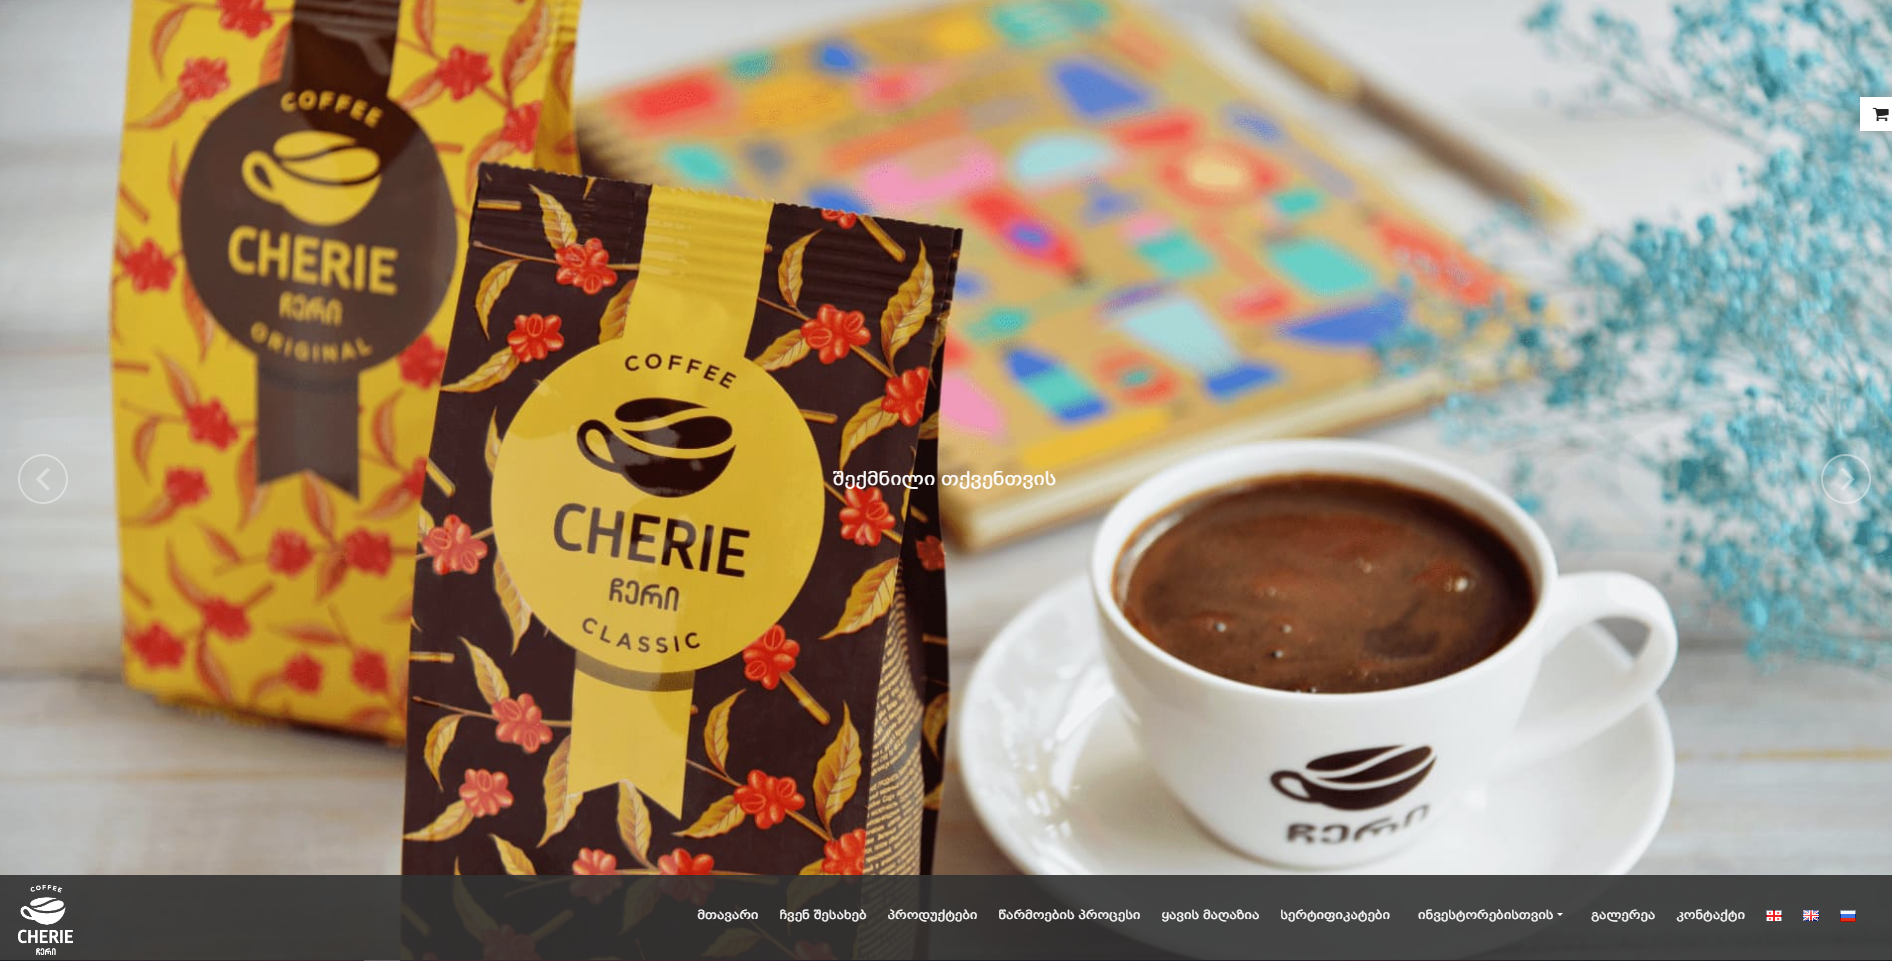 COFFEE
CHERIE
ჩერი
ORIGINAL
COFFEE
CHERIE
ჩერი
CLASSIC
შექმნილი თქვენთვის
ჩერი
COFFEE
CHERIE
ჩერი
მთავარი ჩვენ შესახებ პროდუქტები წარმოების პროცესი ყავის მაღაზია სერტიფიკატები ინვესტორებისთვის გალერეა კონტაქტი